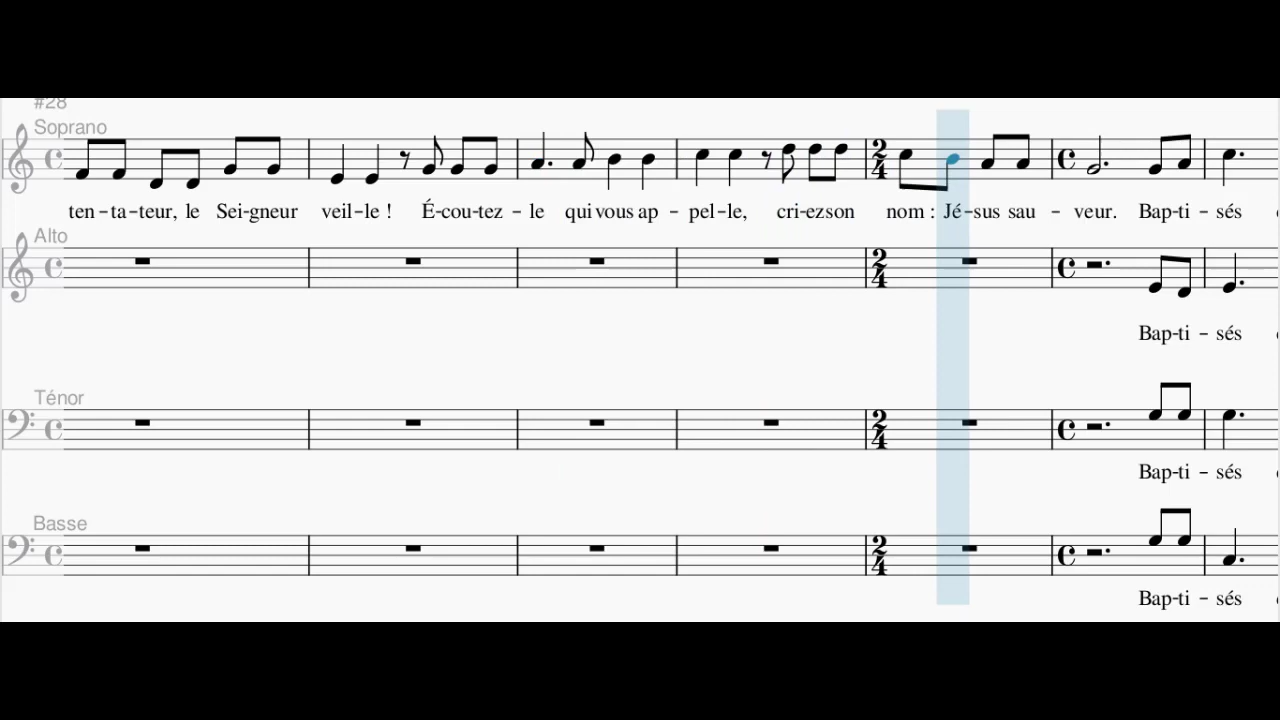 #28
Soprano
ten-ta-teur, le Sei-gneur veil-le ! É-cou-tez-le qui vous ap-pel-le, cri-ez son nom : Jé-sus sau-veur. Bap-ti-sés
Alto
Bap-ti-sés
Ténor
Bap-ti-sés
Basse
Bap-ti-sés